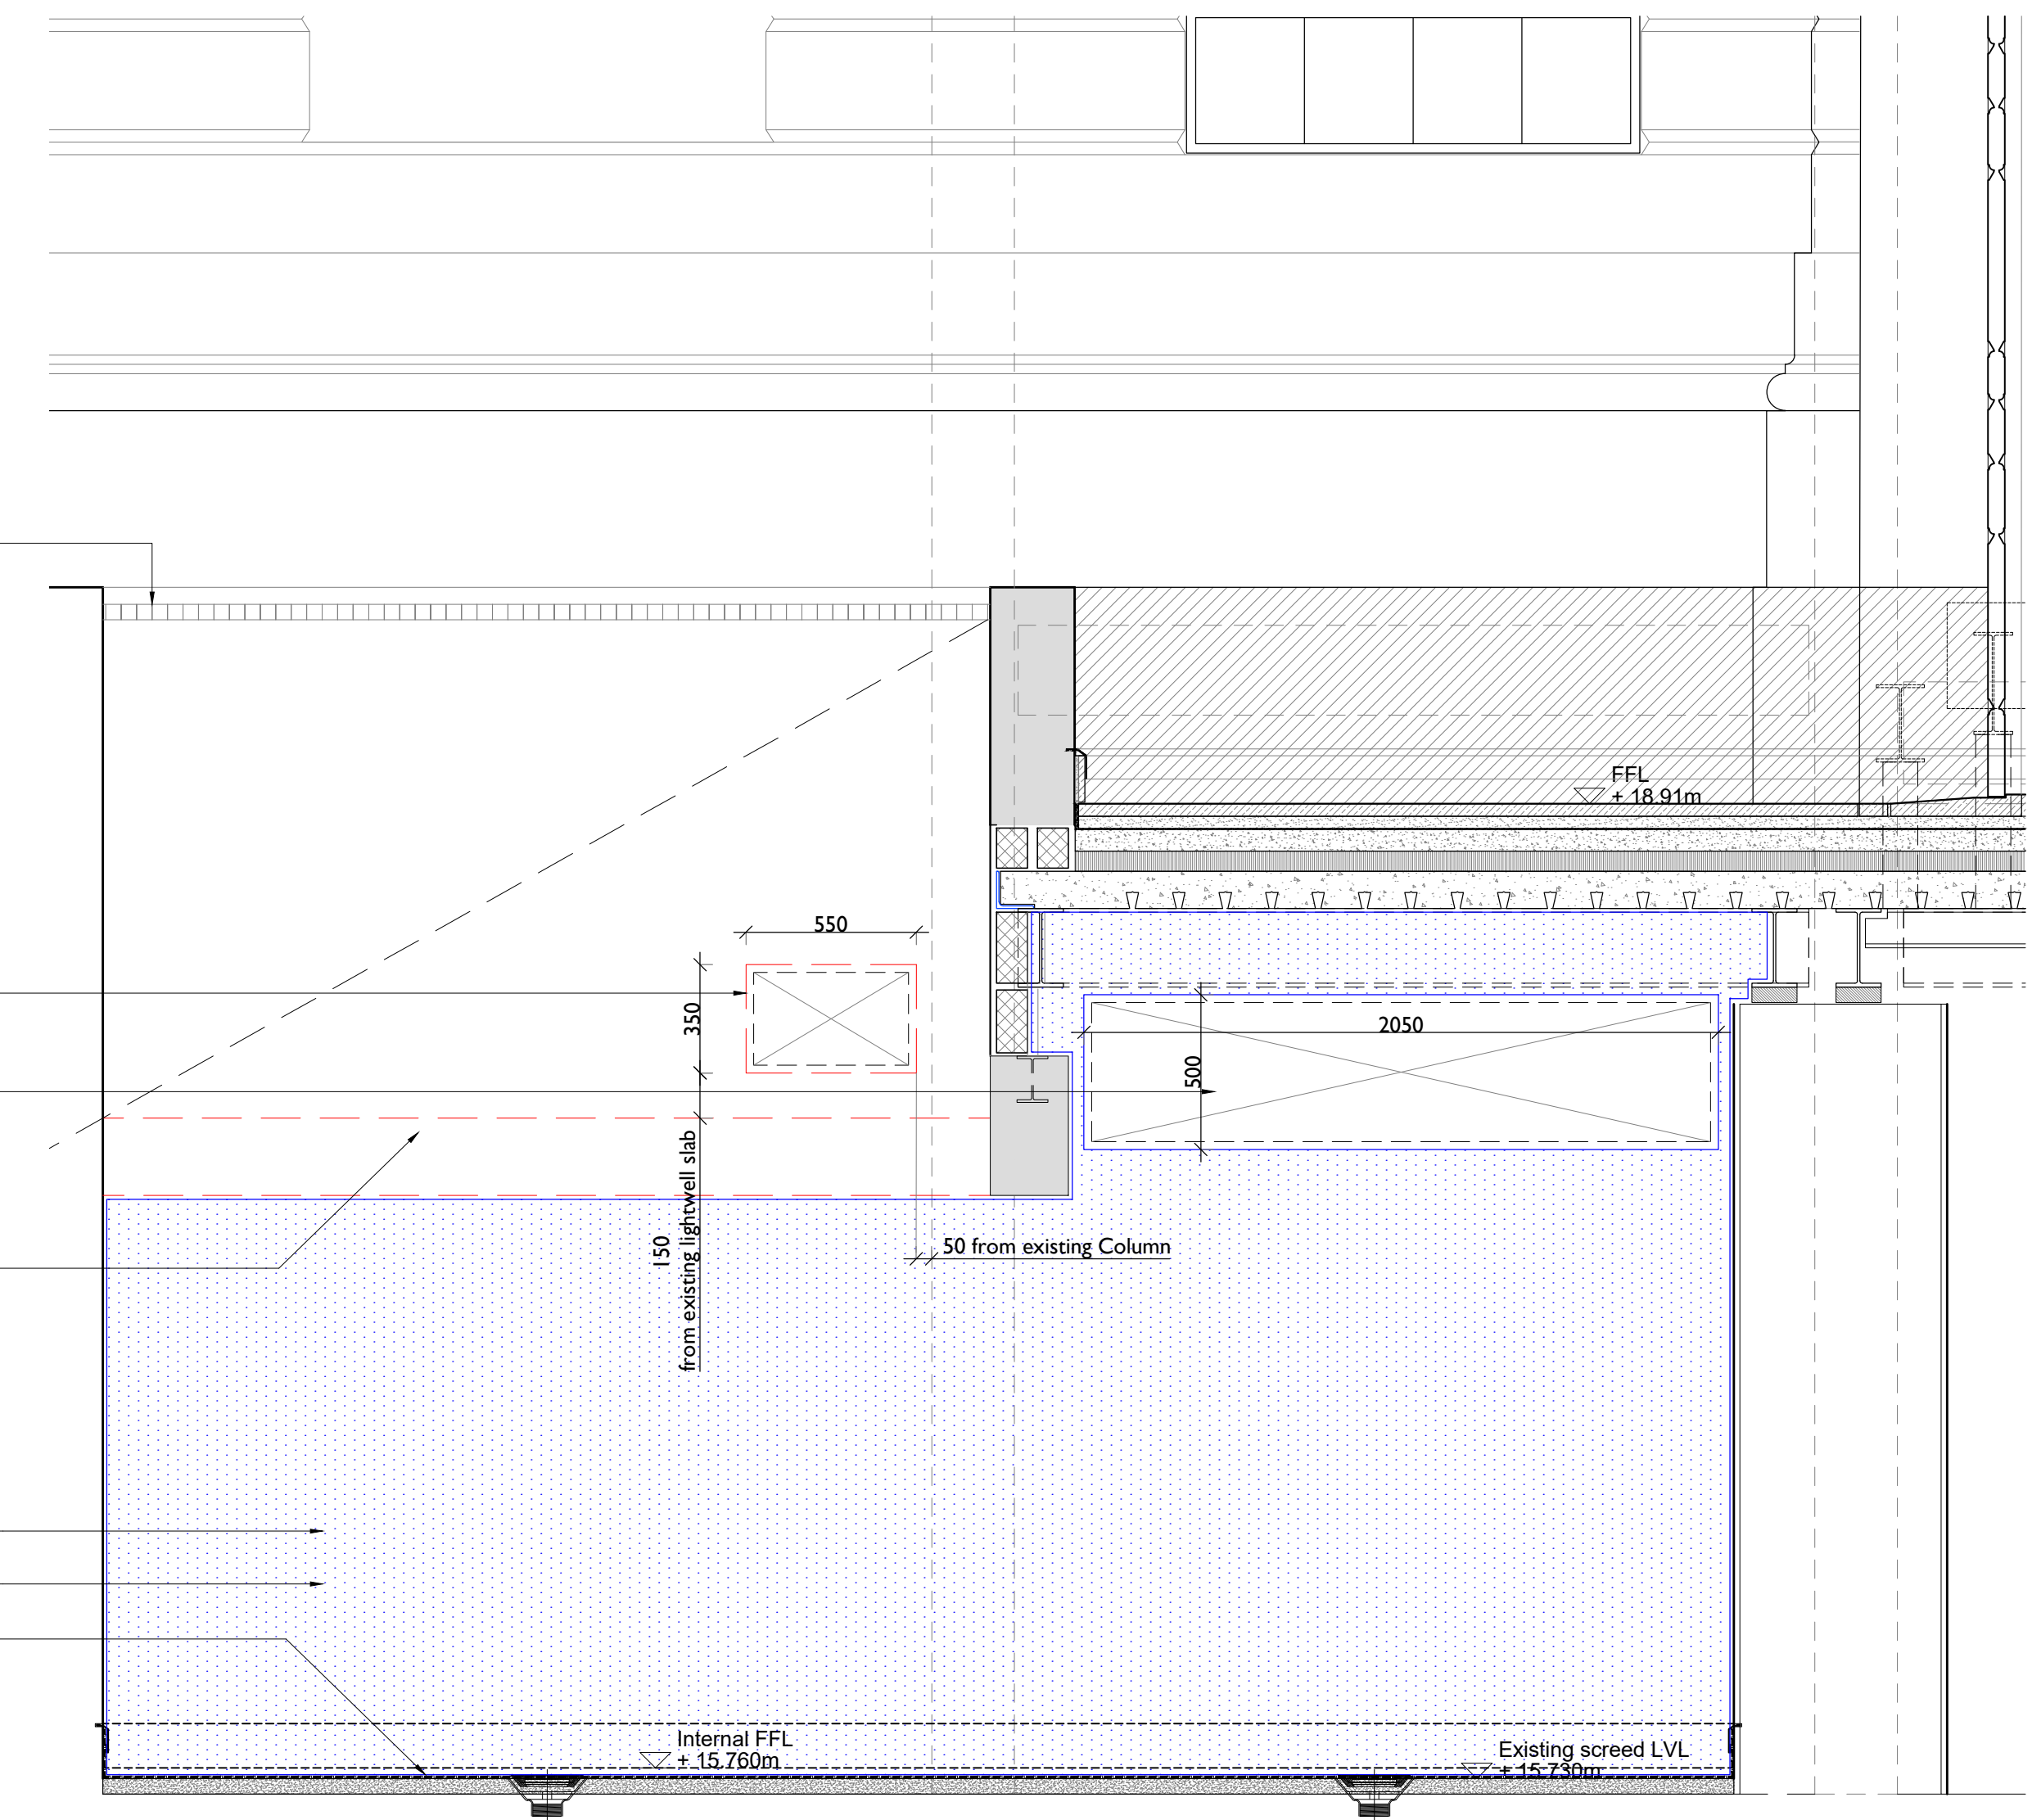 FFL
+ 18.91m
550
350
2050
500
150
from existing lightwell slab
50 from existing Column
Internal FFL
+ 15.760m
Existing screed LVL
+ 15.730m